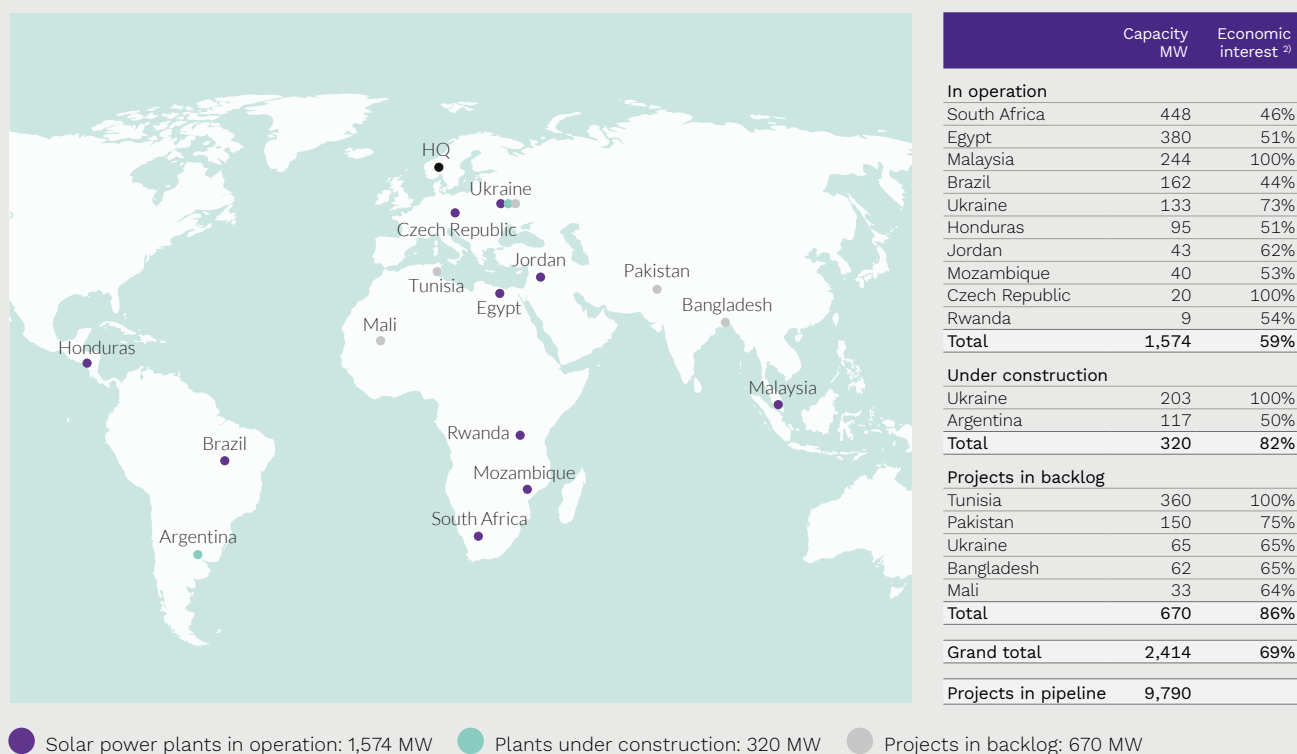 HQ
Ukraine
Czech Republic
Jordan
Tunisia
Egypt
Pakistan
Bangladesh
Mali
Honduras
Malaysia
Rwanda
Brazil
Mozambique
South Africa
Argentina
Capacity MW Economic interest 2)
In operation
South Africa 448 46%
Egypt 380 51%
Malaysia 244 100%
Brazil 162 44%
Ukraine 133 73%
Honduras 95 51%
Jordan 43 62%
Mozambique 40 53%
Czech Republic 20 100%
Rwanda 9 54%
Total 1,574 59%
Under construction
Ukraine 203 100%
Argentina 117 50%
Total 320 82%
Projects in backlog
Tunisia 360 100%
Pakistan 150 75%
Ukraine 65 65%
Bangladesh 62 65%
Mali 33 64%
Total 670 86%
Grand total 2,414 69%
Projects in pipeline 9,790
Solar power plants in operation: 1,574 MW
Plants under construction: 320 MW
Projects in backlog: 670 MW